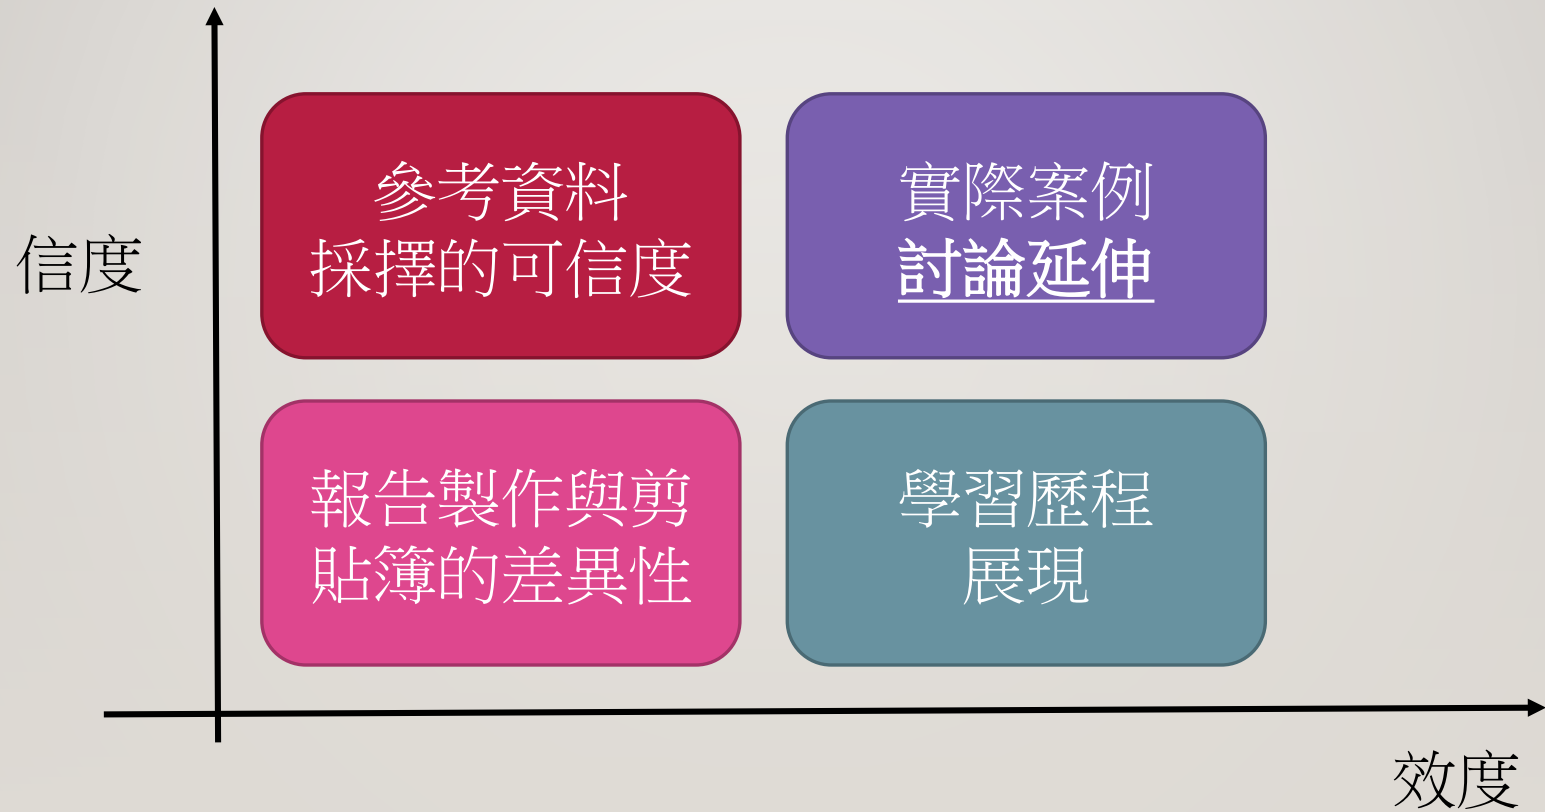 參考資料
採擇的可信度
實際案例
討論延伸
信度
報告製作與剪
貼簿的差異性
學習歷程
展現
效度